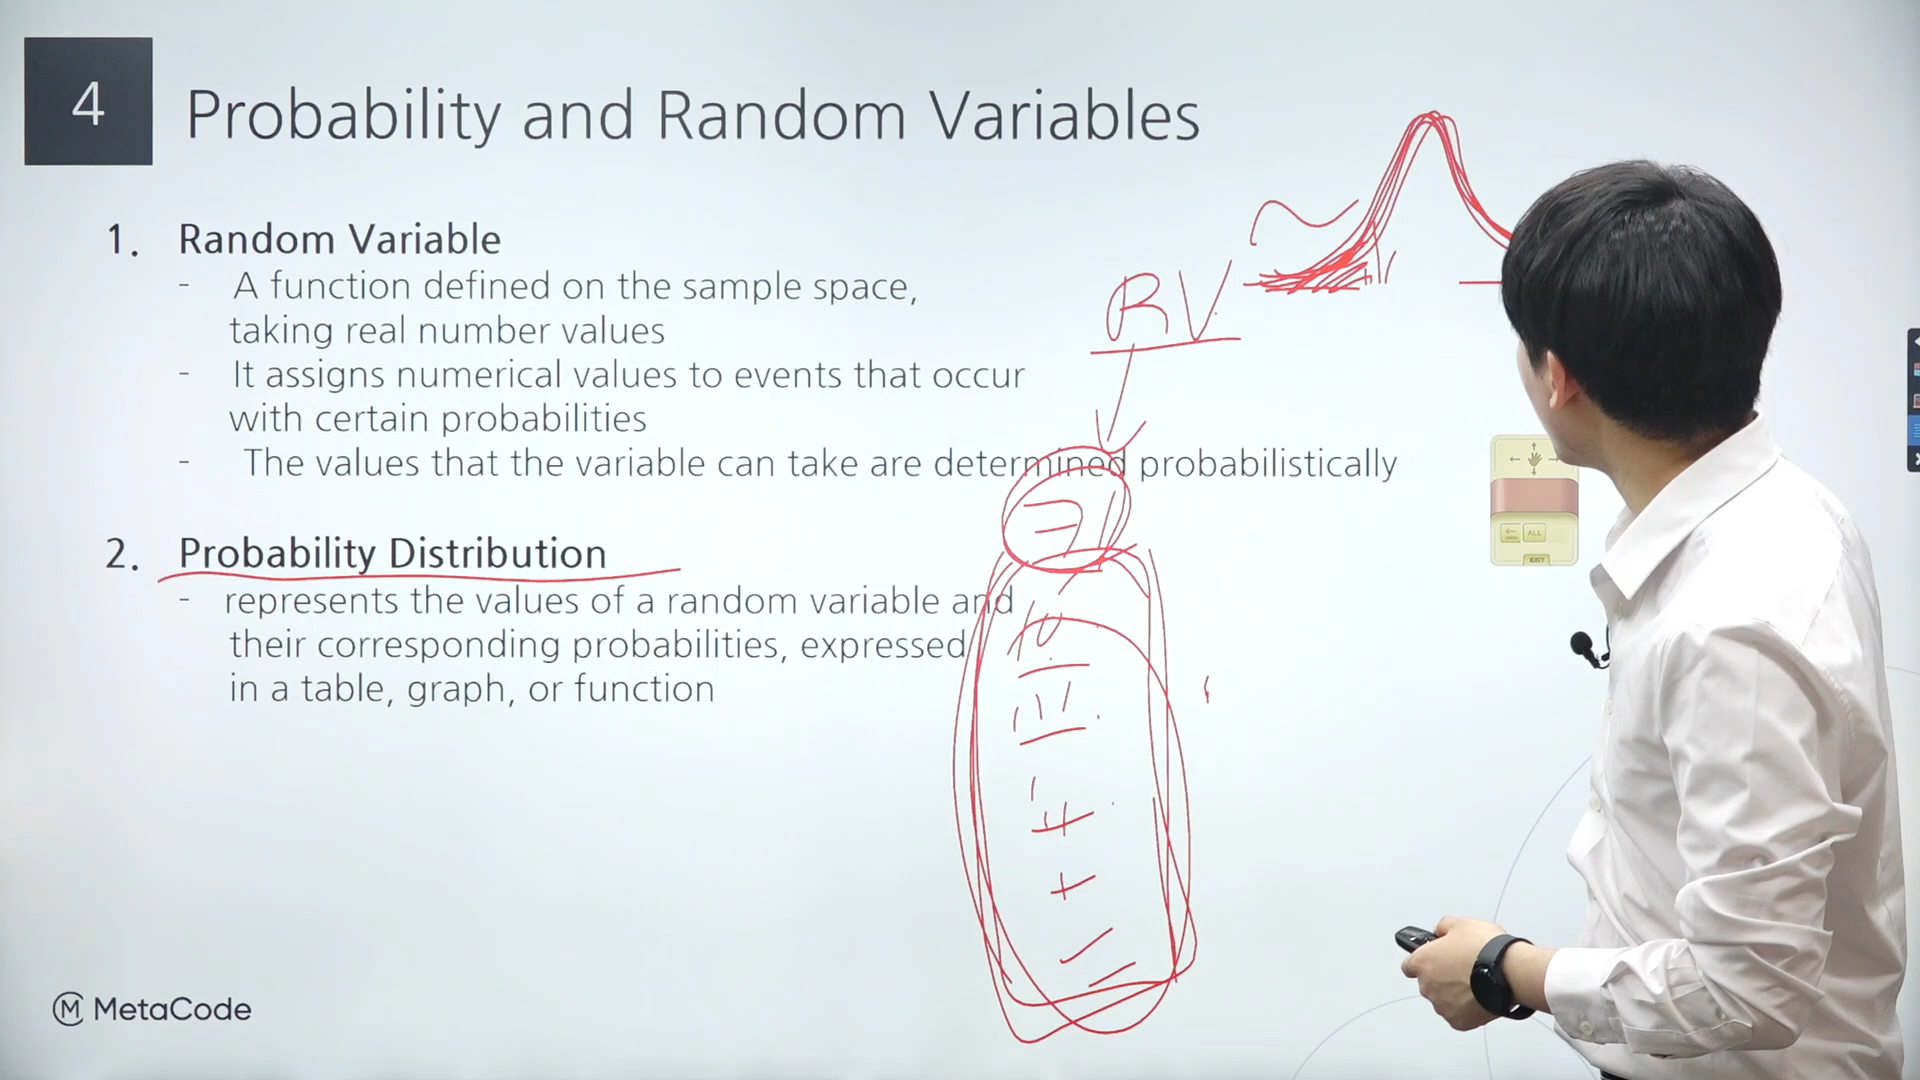 4
Probability and Random Variables
1. Random Variable
- A function defined on the sample space,
taking real number values
- It assigns numerical values to events that occur
with certain probabilities
- The values that the variable can take are determined probabilistically
2. Probability Distribution
- represents the values of a random variable and
their corresponding probabilities, expressed
in a table, graph, or function
RV
키
ALL
EXIT
MetaCode